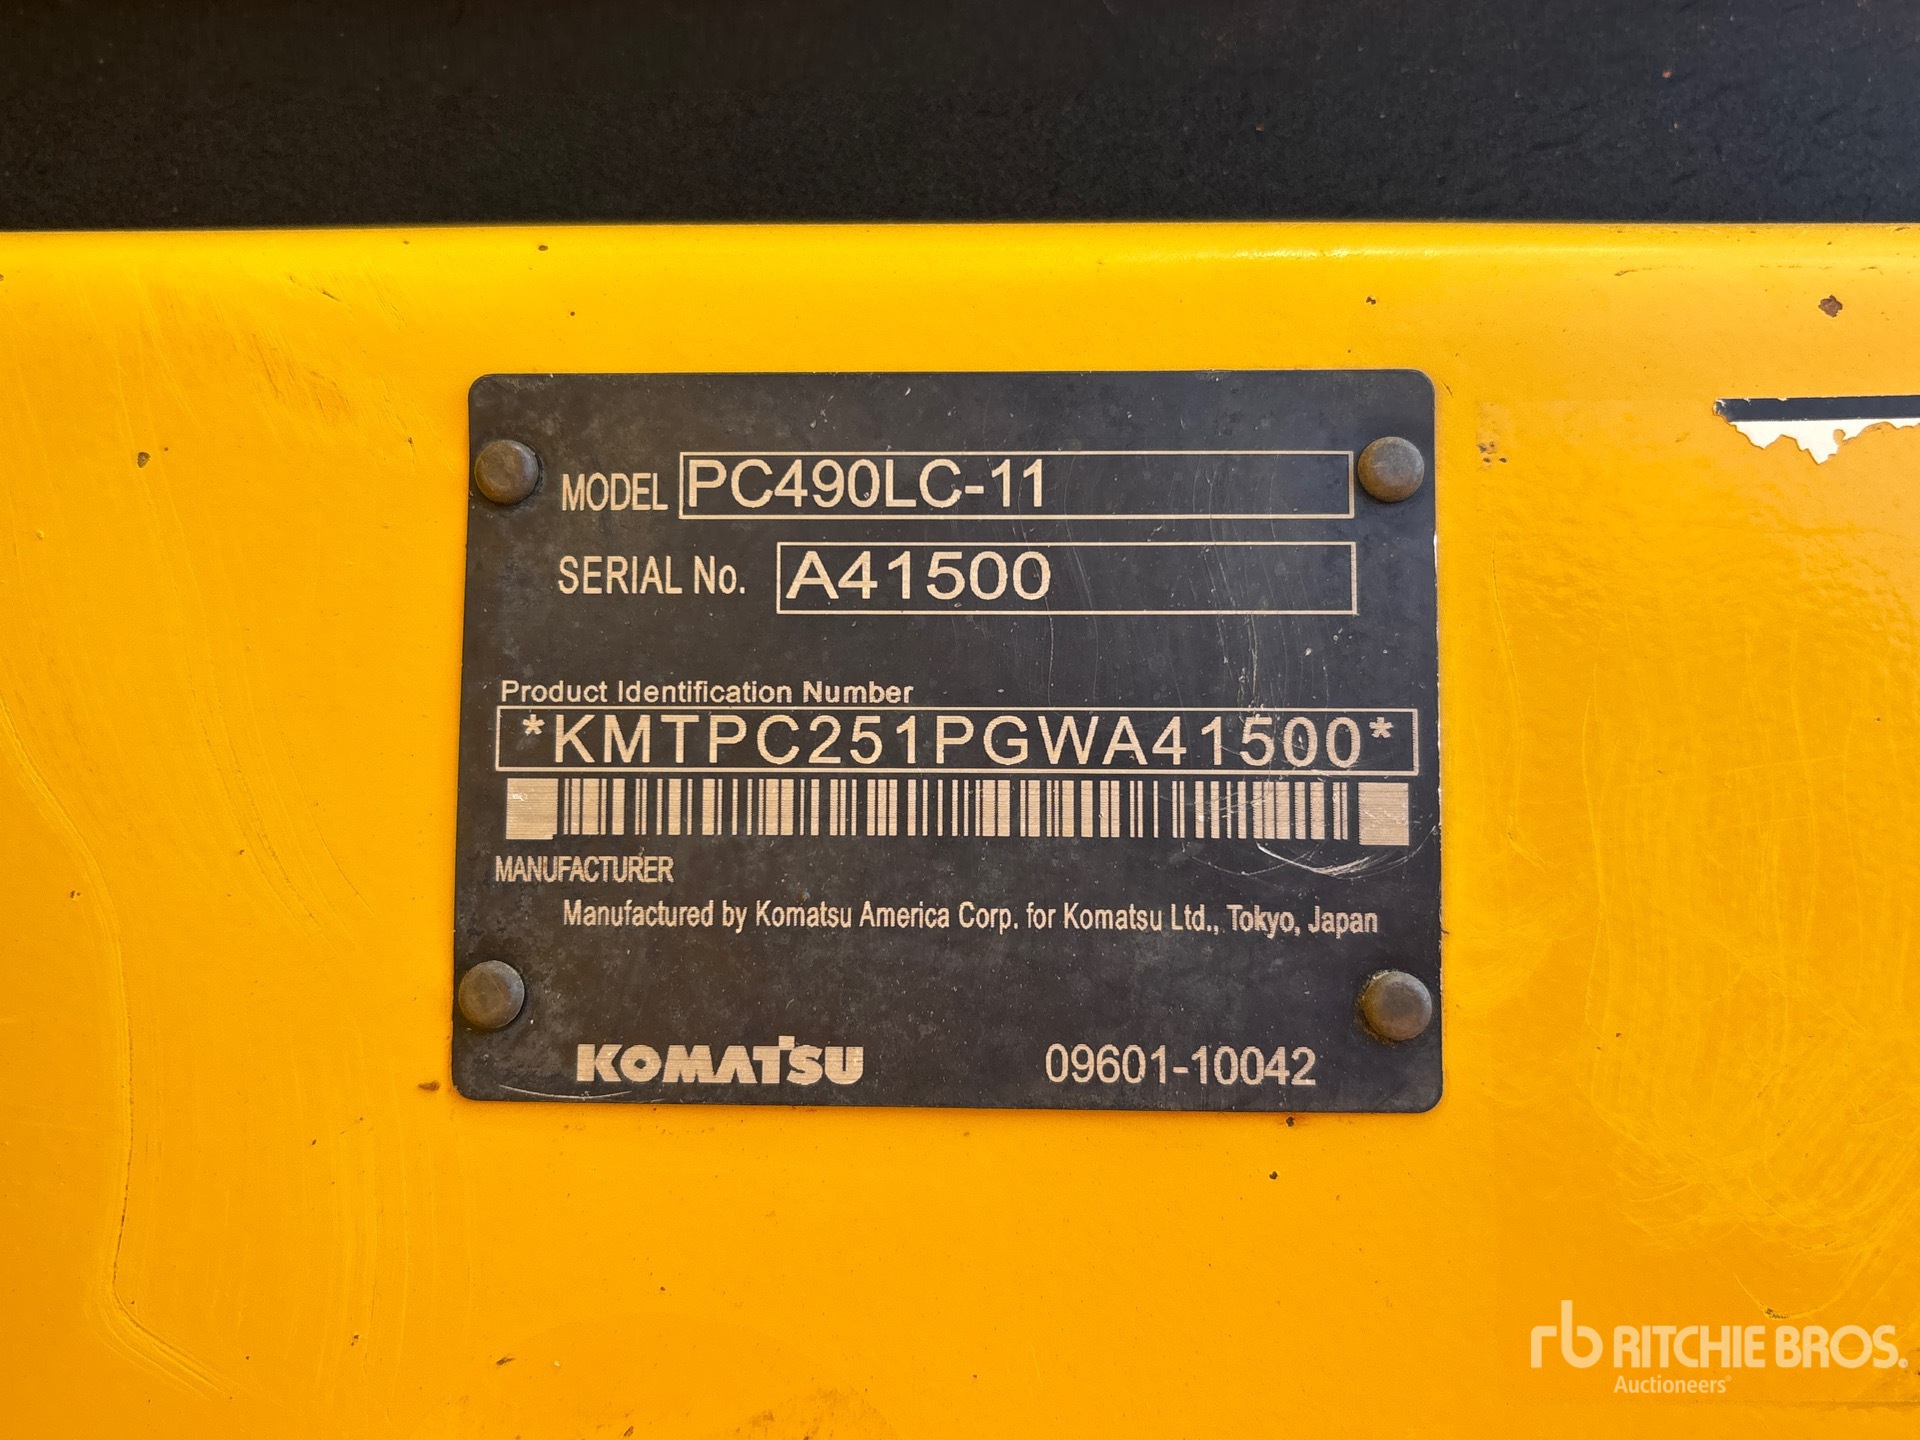 MODEL PC490LC-11
SERIAL No. A41500
Product Identification Number
*KMTPC251PGWA41500*
MANUFACTURER
Manufactured by Komatsu America Corp. for Komatsu Ltd., Tokyo, Japan
KOMATSU 09601-10042
rb RITCHIE BROS.
Auctioneers